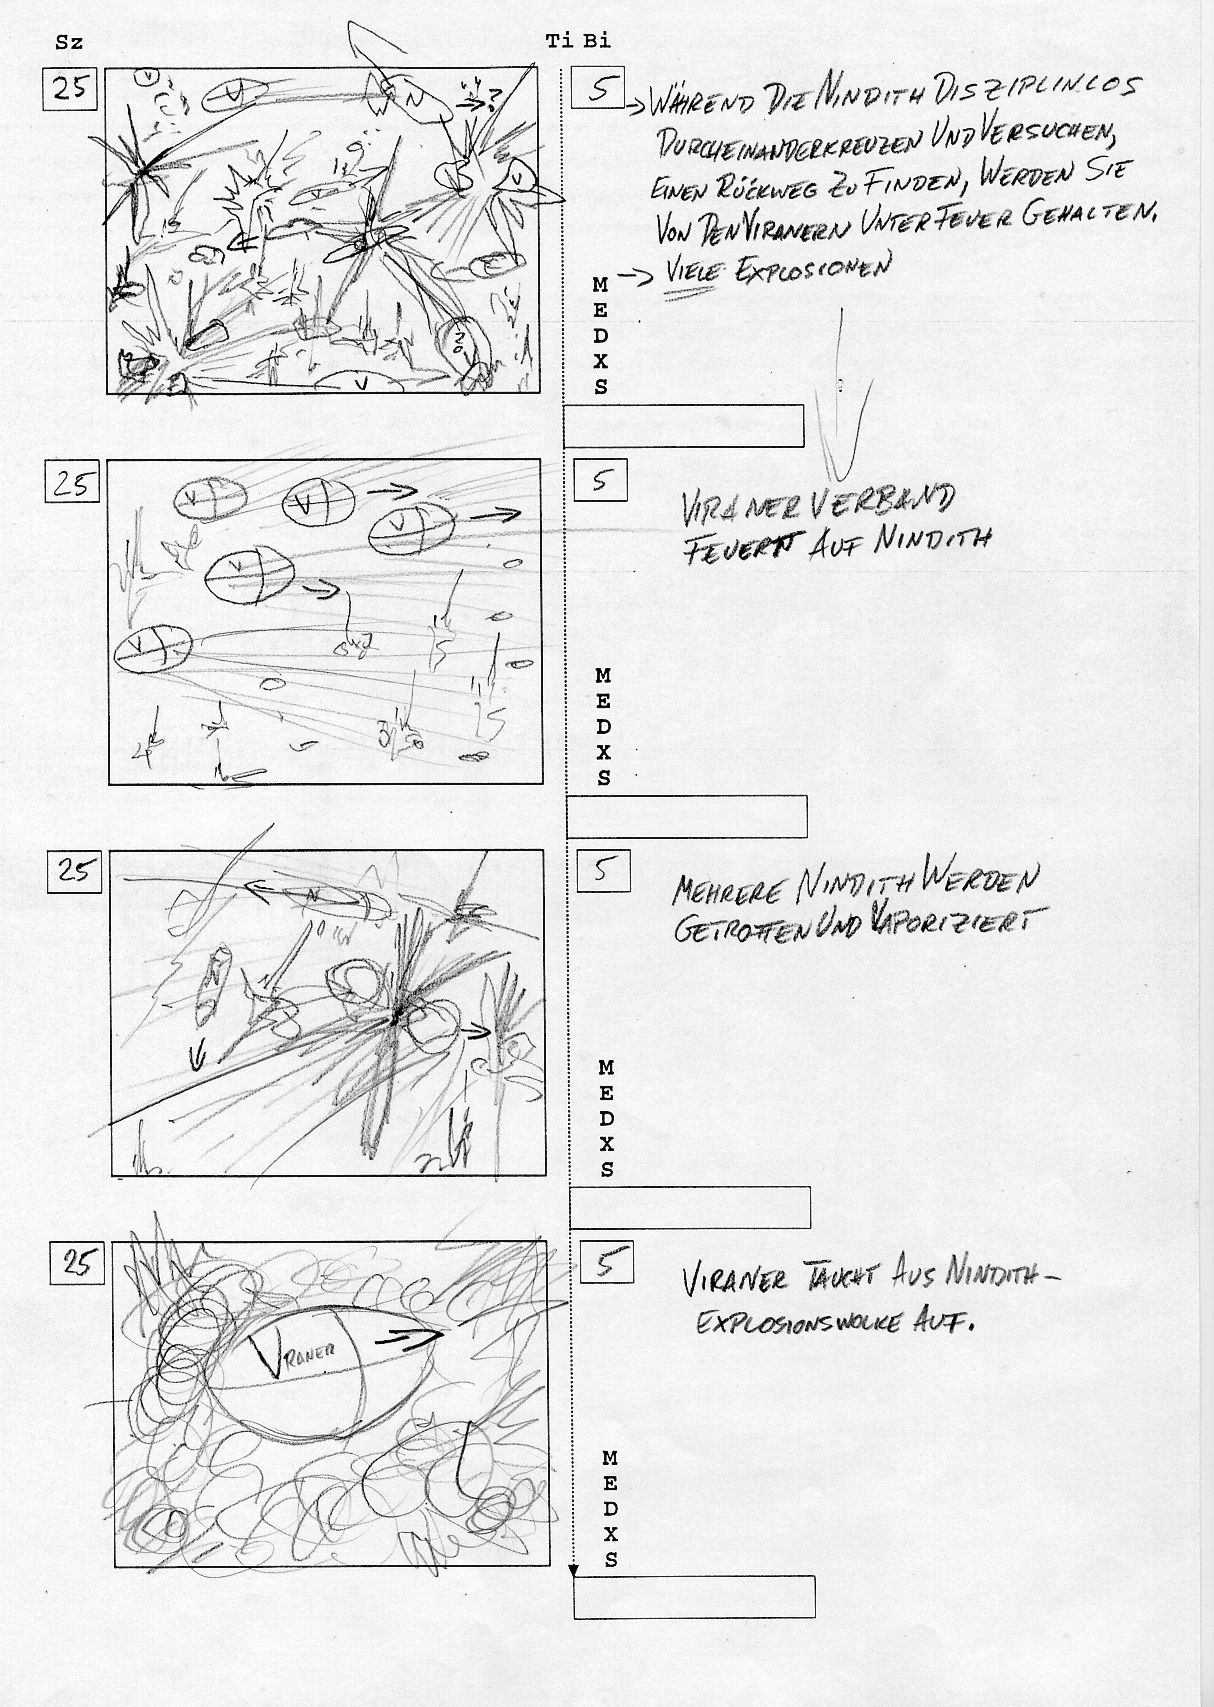 Sz
Ti Bi
25
V
V
N
?
V
V
V
V
5
→ WÄHREND DIE NINDITH DISZIPLINLOS
DURCHEINANDERKREUZEN UND VERSUCHEN,
EINEN RÜCKWEG ZU FINDEN, WERDEN SIE
VON DEN VIRANERN UNTER FEUER GEHALTEN.
→ VIELE EXPLOSIONEN
M
E
D
X
S
25
V
V
V
V
V
5
VIRANER VERBAND
FEUERN AUF NINDITH
M
E
D
X
S
25
N
N
5
MEHRERE NINDITH WERDEN
GETROFFEN UND VAPORIZIERT
M
E
D
X
S
25
VIRANER
5
VIRANER TAUCHT AUS NINDITH-
EXPLOSIONSWOLKE AUF.
M
E
D
X
S